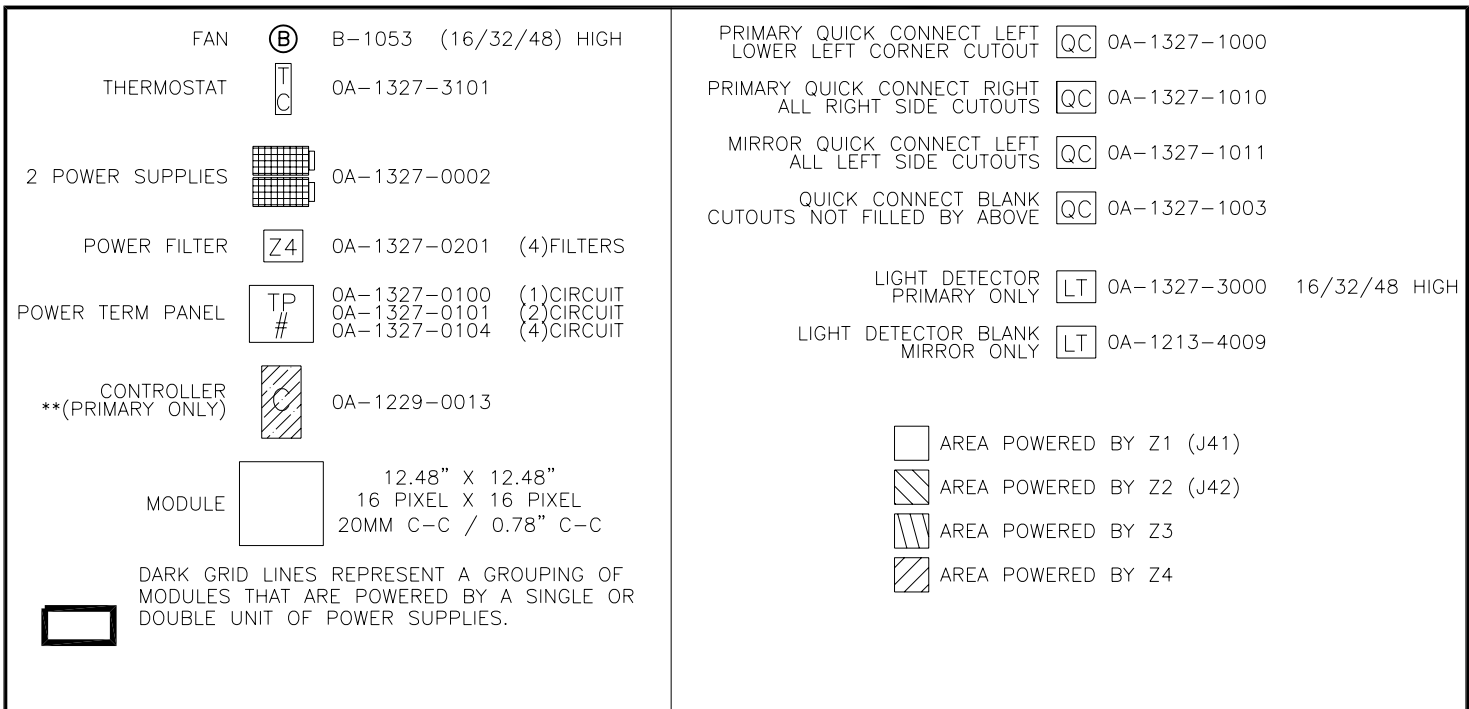 FAN B B-1053 (16/32/48) HIGH
THERMOSTAT T C 0A-1327-3101
2 POWER SUPPLIES 0A-1327-0002
POWER FILTER Z4 0A-1327-0201 (4)FILTERS
POWER TERM PANEL TP # 0A-1327-0100 (1)CIRCUIT
0A-1327-0101 (2)CIRCUIT
0A-1327-0104 (4)CIRCUIT
CONTROLLER
**(PRIMARY ONLY) C 0A-1229-0013
MODULE 12.48" X 12.48"
16 PIXEL X 16 PIXEL
20MM C-C / 0.78" C-C
DARK GRID LINES REPRESENT A GROUPING OF
MODULES THAT ARE POWERED BY A SINGLE OR
DOUBLE UNIT OF POWER SUPPLIES.
PRIMARY QUICK CONNECT LEFT
LOWER LEFT CORNER CUTOUT QC 0A-1327-1000
PRIMARY QUICK CONNECT RIGHT
ALL RIGHT SIDE CUTOUTS QC 0A-1327-1010
MIRROR QUICK CONNECT LEFT
ALL LEFT SIDE CUTOUTS QC 0A-1327-1011
QUICK CONNECT BLANK
CUTOUTS NOT FILLED BY ABOVE QC 0A-1327-1003
LIGHT DETECTOR
PRIMARY ONLY LT 0A-1327-3000 16/32/48 HIGH
LIGHT DETECTOR BLANK
MIRROR ONLY LT 0A-1213-4009
AREA POWERED BY Z1 (J41)
AREA POWERED BY Z2 (J42)
AREA POWERED BY Z3
AREA POWERED BY Z4